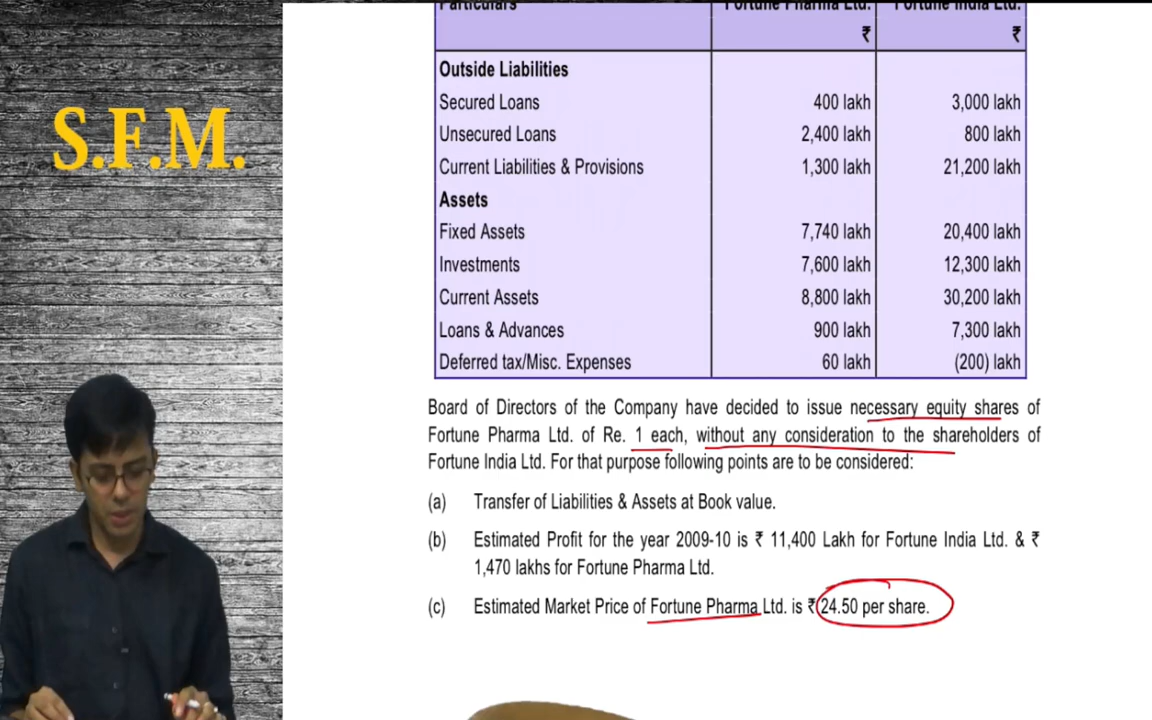 S.F.M.
Particulars Fortune Pharma Ltd. Fortune India Ltd.
₹ ₹
Outside Liabilities
Secured Loans 400 lakh 3,000 lakh
Unsecured Loans 2,400 lakh 800 lakh
Current Liabilities & Provisions 1,300 lakh 21,200 lakh
Assets
Fixed Assets 7,740 lakh 20,400 lakh
Investments 7,600 lakh 12,300 lakh
Current Assets 8,800 lakh 30,200 lakh
Loans & Advances 900 lakh 7,300 lakh
Deferred tax/Misc. Expenses 60 lakh (200) lakh
Board of Directors of the Company have decided to issue necessary equity shares of
Fortune Pharma Ltd. of Re. 1 each, without any consideration to the shareholders of
Fortune India Ltd. For that purpose following points are to be considered:
(a) Transfer of Liabilities & Assets at Book value.
(b) Estimated Profit for the year 2009-10 is ₹ 11,400 Lakh for Fortune India Ltd. & ₹
1,470 lakhs for Fortune Pharma Ltd.
(c) Estimated Market Price of Fortune Pharma Ltd. is ₹ 24.50 per share.